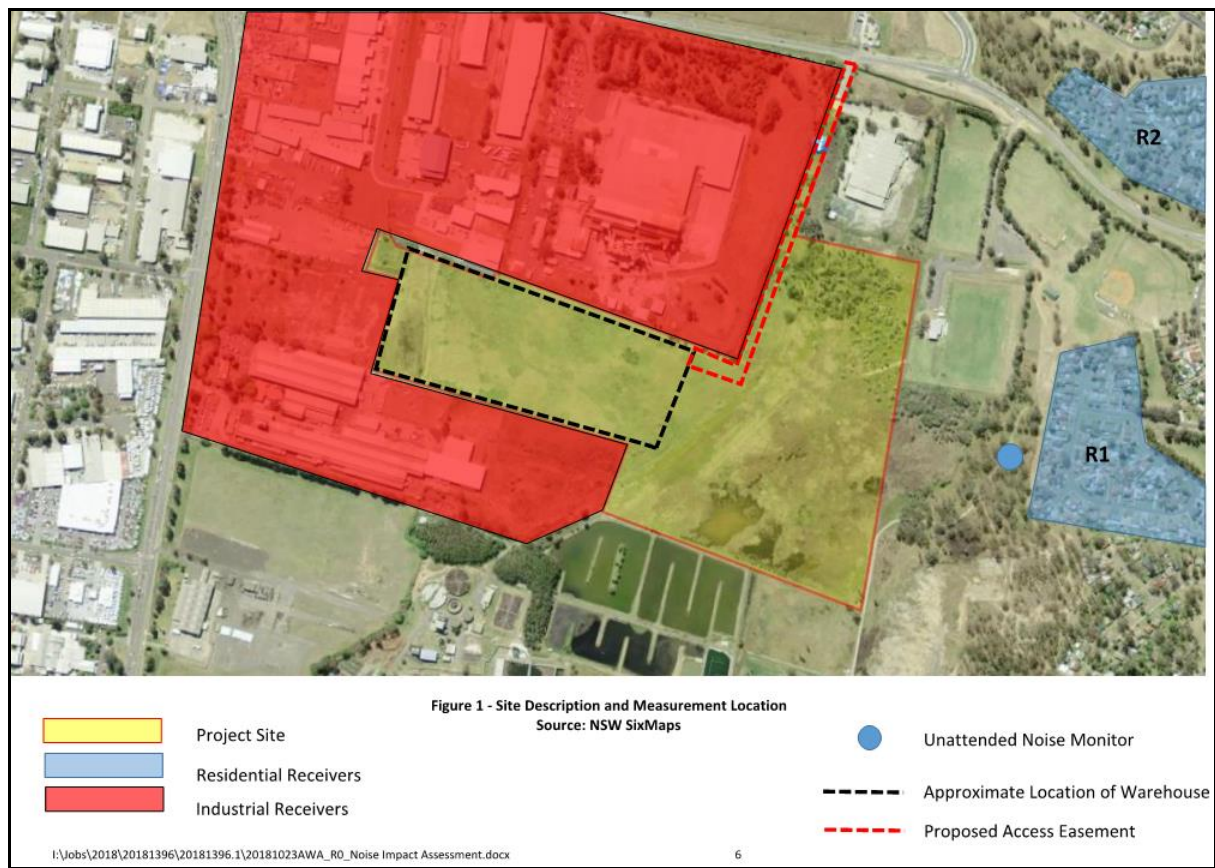 R2
R1
Figure 1 - Site Description and Measurement Location
Source: NSW SixMaps
Project Site
Residential Receivers
Industrial Receivers
Unattended Noise Monitor
Approximate Location of Warehouse
Proposed Access Easement
I:\Jobs\2018\20181396\20181396.1\20181023AWA_R0_Noise Impact Assessment.docx 6